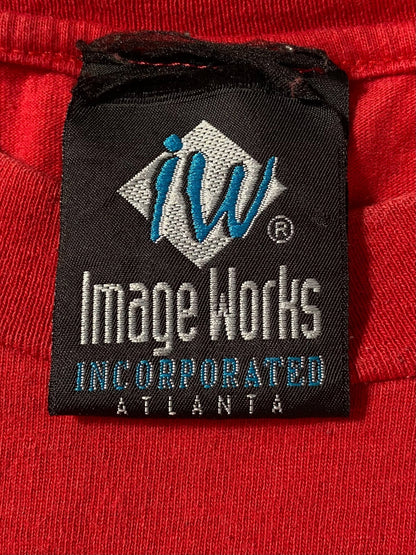 iw®
Image Works
INCORPORATED
ATLANTA